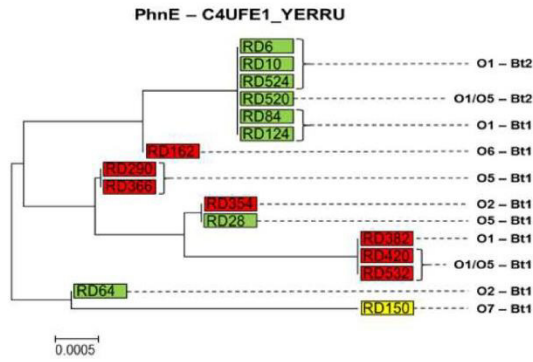 PhnE – C4UFE1_YERRU
RD6
RD10
O1 – Bt2
RD524
RD520
O1/O5 – Bt2
RD84
O1 – Bt1
RD124
RD162
O6 – Bt1
RD290
O5 – Bt1
RD366
RD354
O2 – Bt1
RD28
O5 – Bt1
RD382
O1 – Bt1
RD420
O1/O5 – Bt1
RD532
RD64
O2 – Bt1
RD150
O7 – Bt1
0.0005